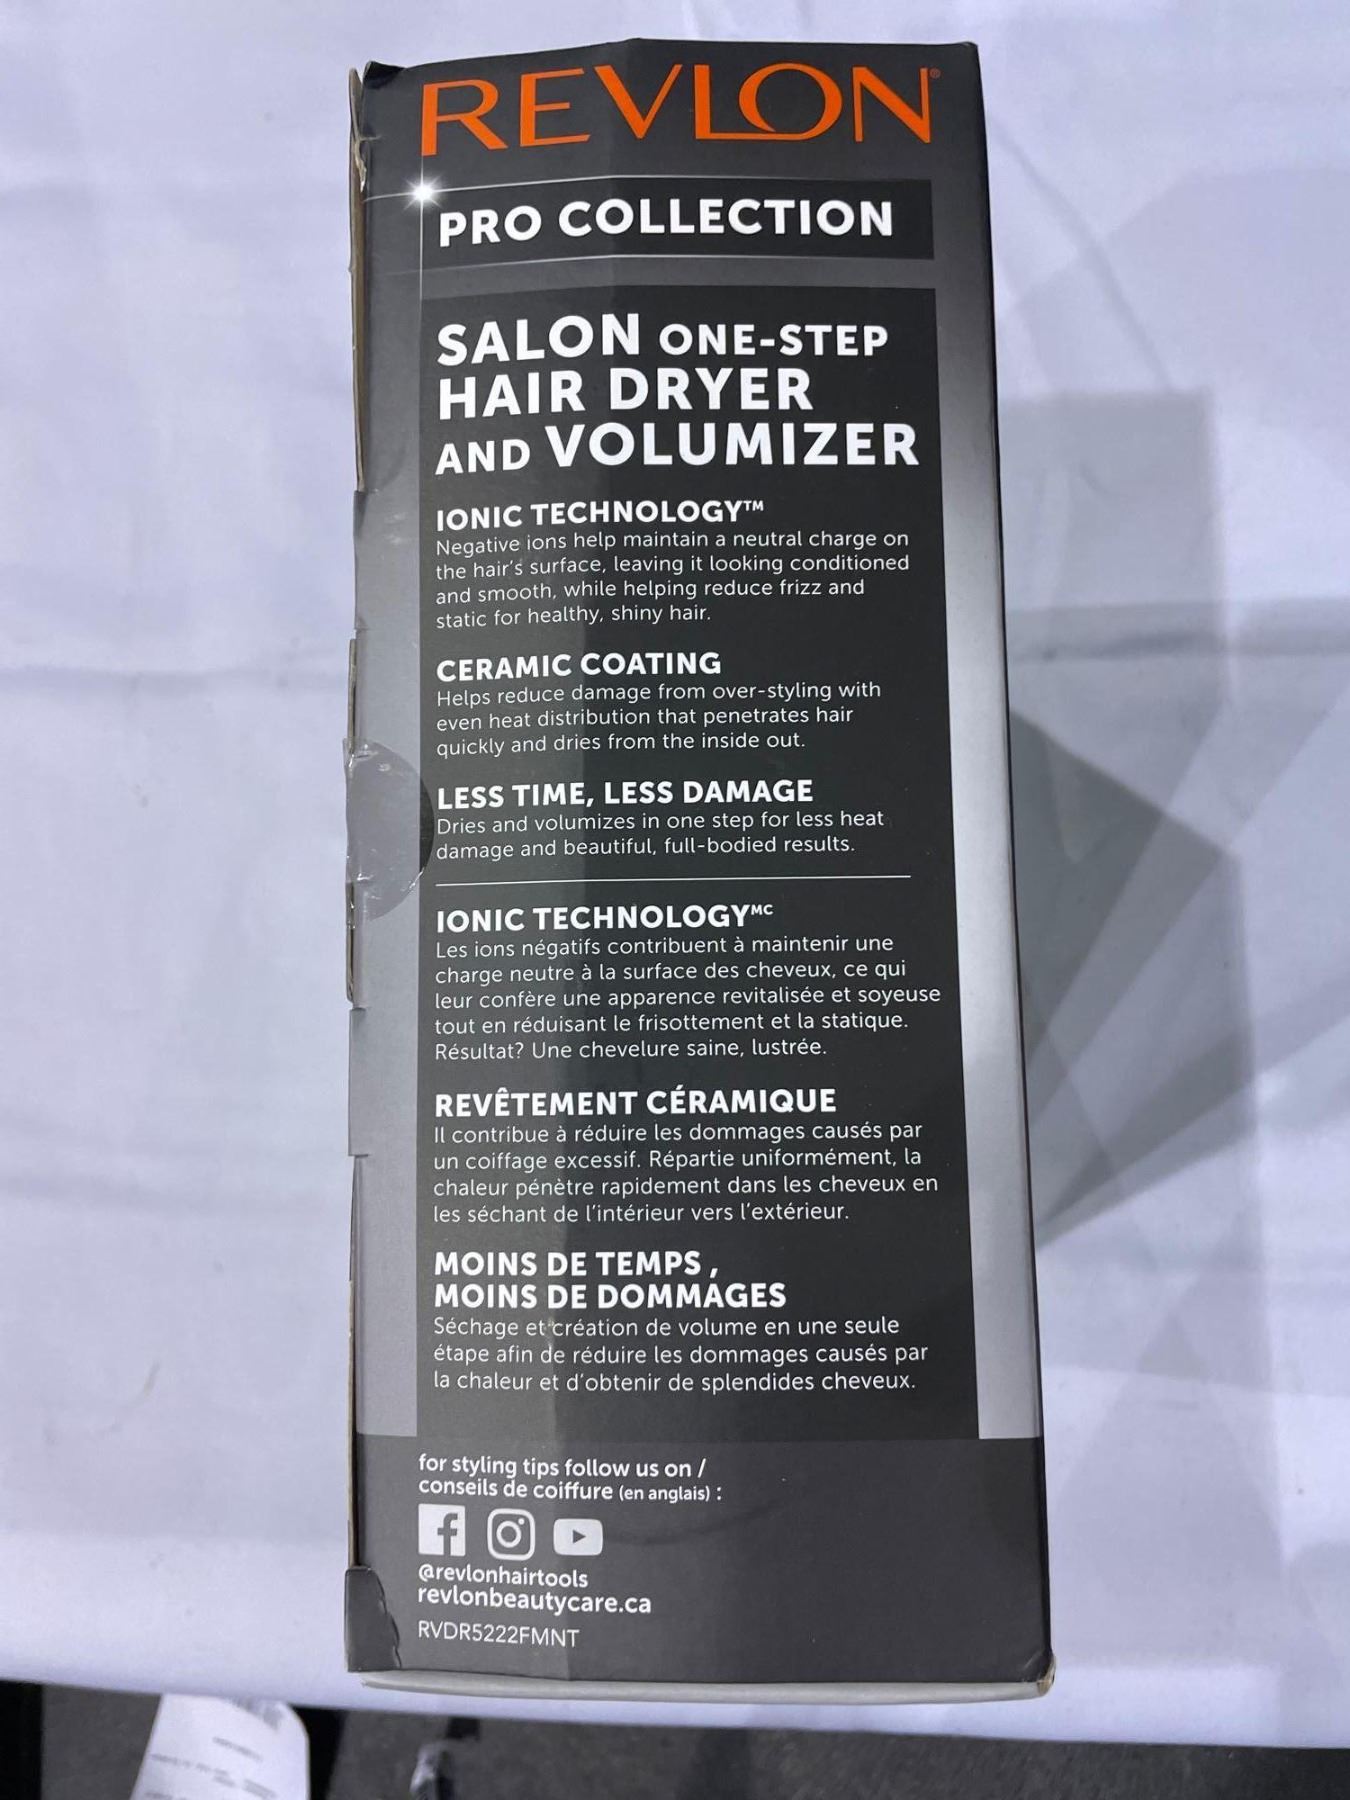 REVLON®
PRO COLLECTION
SALON ONE-STEP
HAIR DRYER
AND VOLUMIZER
IONIC TECHNOLOGY™
Negative ions help maintain a neutral charge on
the hair's surface, leaving it looking conditioned
and smooth, while helping reduce frizz and
static for healthy, shiny hair.
CERAMIC COATING
Helps reduce damage from over-styling with
even heat distribution that penetrates hair
quickly and dries from the inside out.
LESS TIME, LESS DAMAGE
Dries and volumizes in one step for less heat
damage and beautiful, full-bodied results.
IONIC TECHNOLOGYᴹᶜ
Les ions négatifs contribuent à maintenir une
charge neutre à la surface des cheveux, ce qui
leur confère une apparence revitalisée et soyeuse
tout en réduisant le frisottement et la statique.
Résultat? Une chevelure saine, lustrée.
REVÊTEMENT CÉRAMIQUE
Il contribue à réduire les dommages causés par
un coiffage excessif. Répartie uniformément, la
chaleur pénètre rapidement dans les cheveux en
les séchant de l'intérieur vers l'extérieur.
MOINS DE TEMPS ,
MOINS DE DOMMAGES
Séchage et création de volume en une seule
étape afin de réduire les dommages causés par
la chaleur et d'obtenir de splendides cheveux.
for styling tips follow us on /
conseils de coiffure (en anglais) :
@revlonhairtools
revlonbeautycare.ca
RVDR5222FMNT